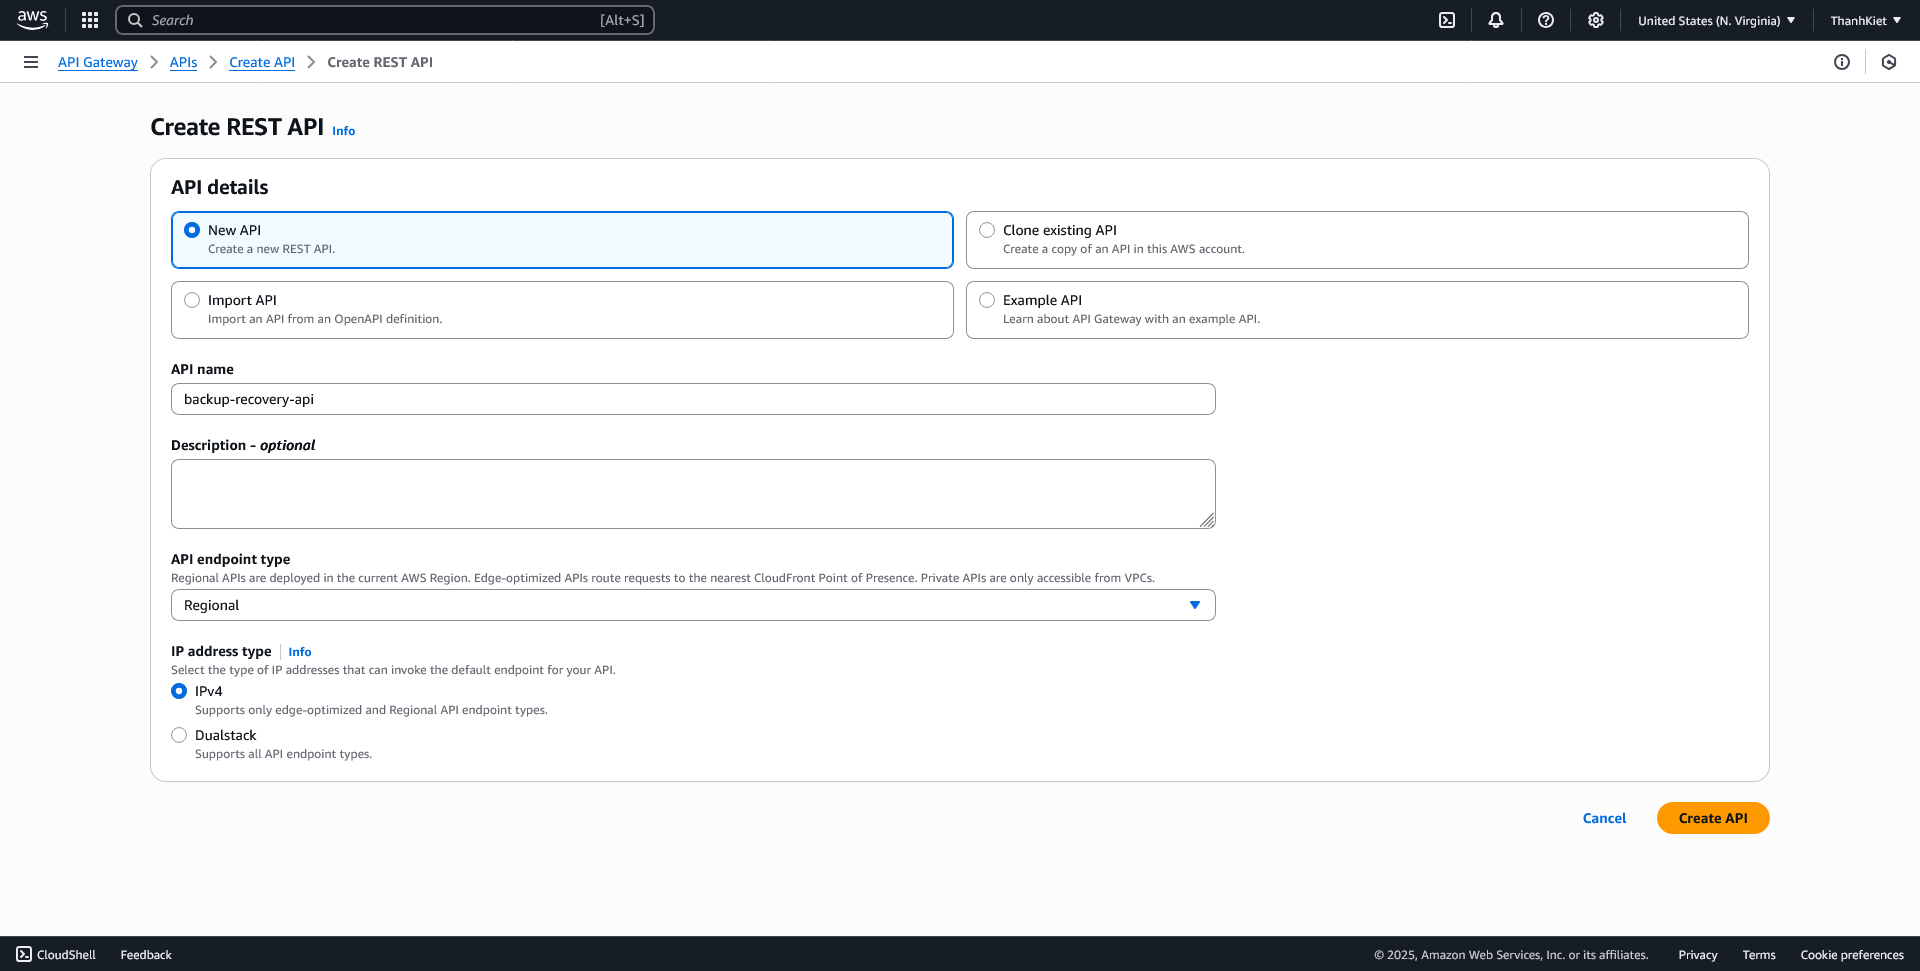 aws
Search [Alt+S]
United States (N. Virginia)
ThanhKiet
API Gateway
APIs
Create API
Create REST API
Create REST API Info
API details
New API
Create a new REST API.
Clone existing API
Create a copy of an API in this AWS account.
Import API
Import an API from an OpenAPI definition.
Example API
Learn about API Gateway with an example API.
API name
backup-recovery-api
Description - optional
API endpoint type
Regional APIs are deployed in the current AWS Region. Edge-optimized APIs route requests to the nearest CloudFront Point of Presence. Private APIs are only accessible from VPCs.
Regional
IP address type Info
Select the type of IP addresses that can invoke the default endpoint for your API.
IPv4
Supports only edge-optimized and Regional API endpoint types.
Dualstack
Supports all API endpoint types.
Cancel
Create API
CloudShell
Feedback
© 2025, Amazon Web Services, Inc. or its affiliates.
Privacy
Terms
Cookie preferences